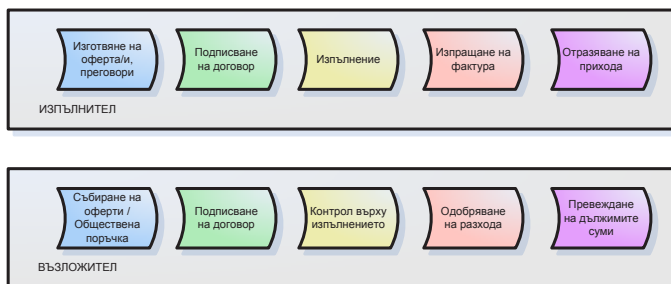 Изготвяне на
оферта/и,
преговори
Подписване
на договор
Изпълнение
Изпращане на
фактура
Отразяване на
прихода
ИЗПЪЛНИТЕЛ
Събиране на
оферти /
Обществена
поръчка
Подписване
на договор
Контрол върху
изпълнението
Одобряване
на разхода
Превеждане
на дължимите
суми
ВЪЗЛОЖИТЕЛ